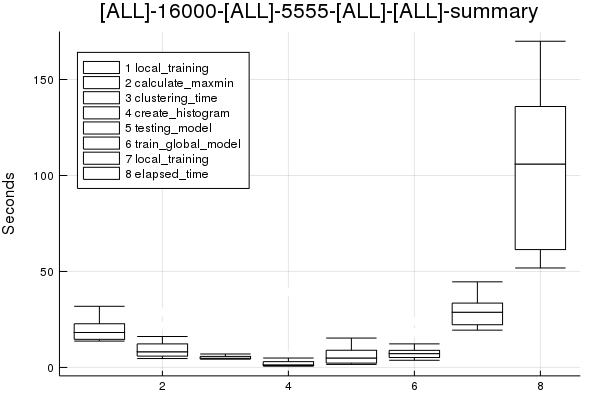 [ALL]-16000-[ALL]-5555-[ALL]-[ALL]-summary
150
100
50
0
Seconds
1 local_training
2 calculate_maxmin
3 clustering_time
4 create_histogram
5 testing_model
6 train_global_model
7 local_training
8 elapsed_time
2
4
6
8